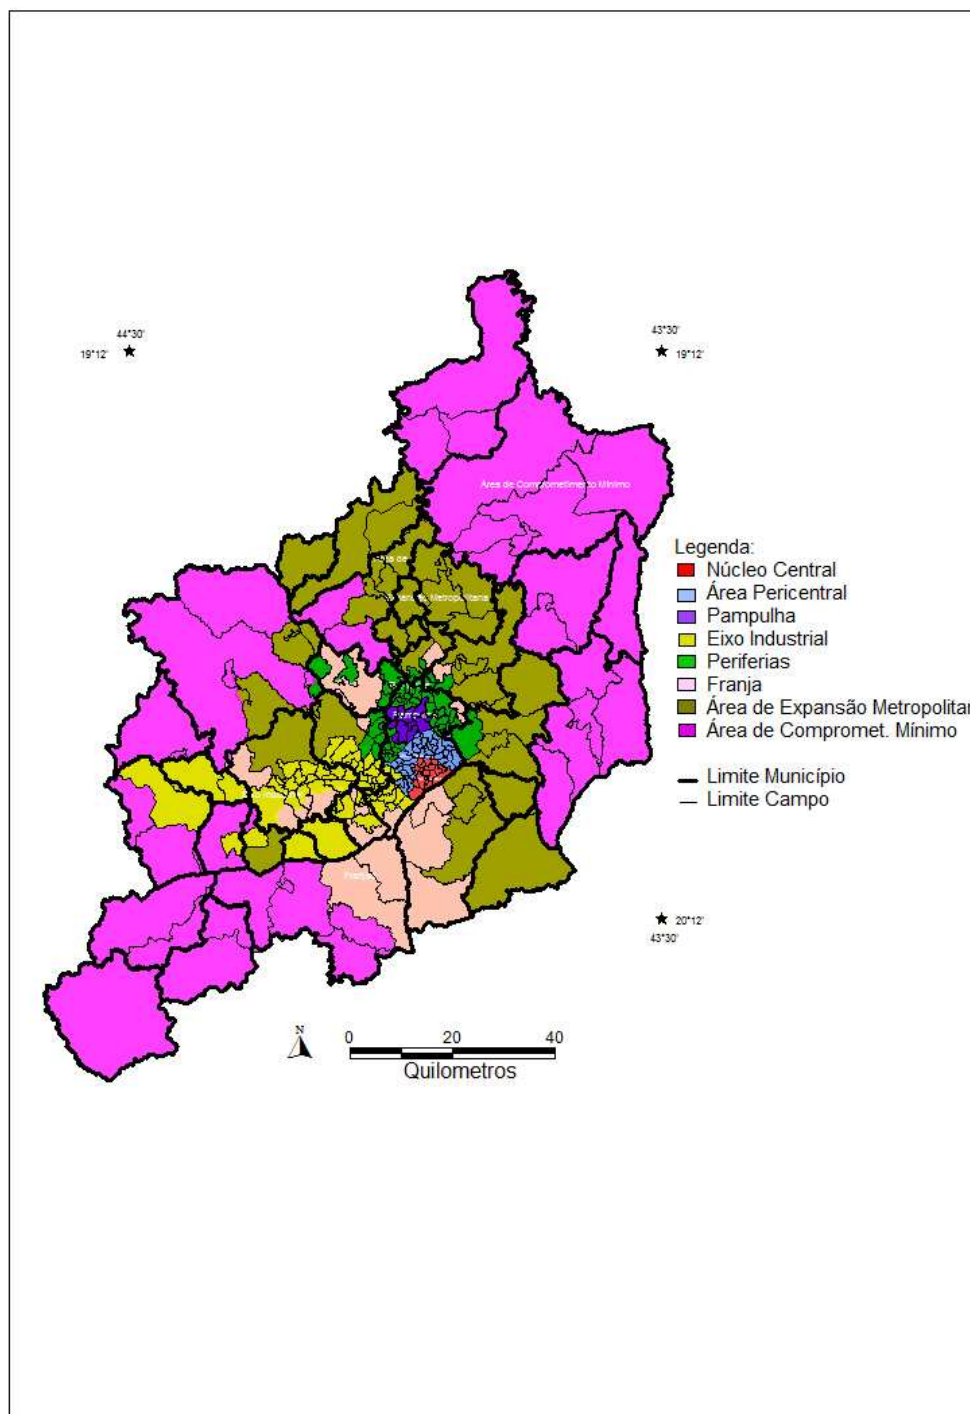 44°30'
19°12'
43°30'
19°12'
Área de Comprometimento Mínimo
Metropolitana
Legenda:
Núcleo Central
Área Pericentral
Pampulha
Eixo Industrial
Periferias
Franja
Área de Expansão Metropolitan
Área de Compromet. Mínimo
Limite Município
Limite Campo
Franja
20°12'
43°30'
N
0 20 40
Quilometros